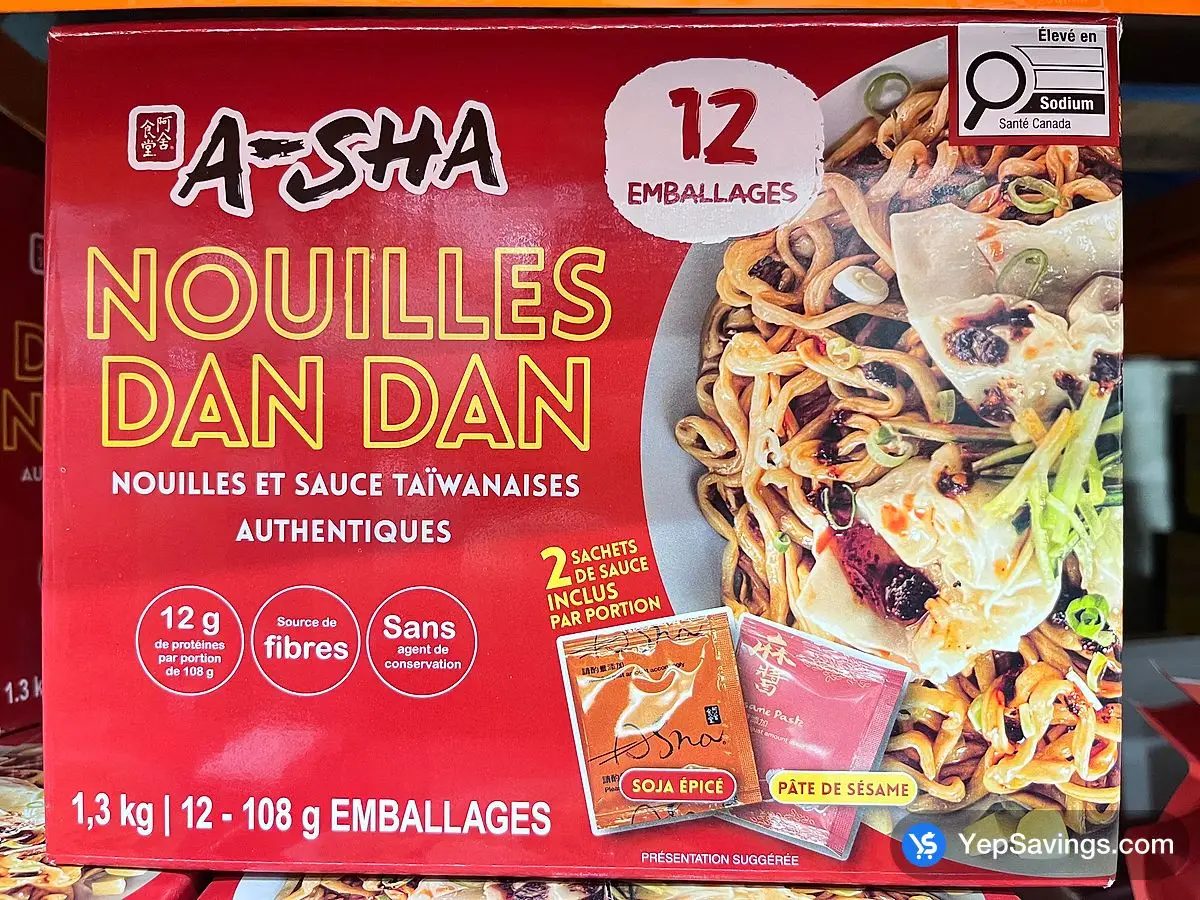 Élevé en
Sodium
Santé Canada
阿舍
食堂
A-SHA
12
EMBALLAGES
NOUILLES
DAN DAN
NOUILLES ET SAUCE TAÏWANAISES
AUTHENTIQUES
12 g
de protéines
par portion
de 108 g
Source de
fibres
Sans
agent de
conservation
2 SACHETS
DE SAUCE
INCLUS
PAR PORTION
麻醬
A-Sha
SOJA ÉPICÉ
PÂTE DE SÉSAME
1,3 kg | 12 - 108 g EMBALLAGES
PRÉSENTATION SUGGÉRÉE
1.3 k
YepSavings.com